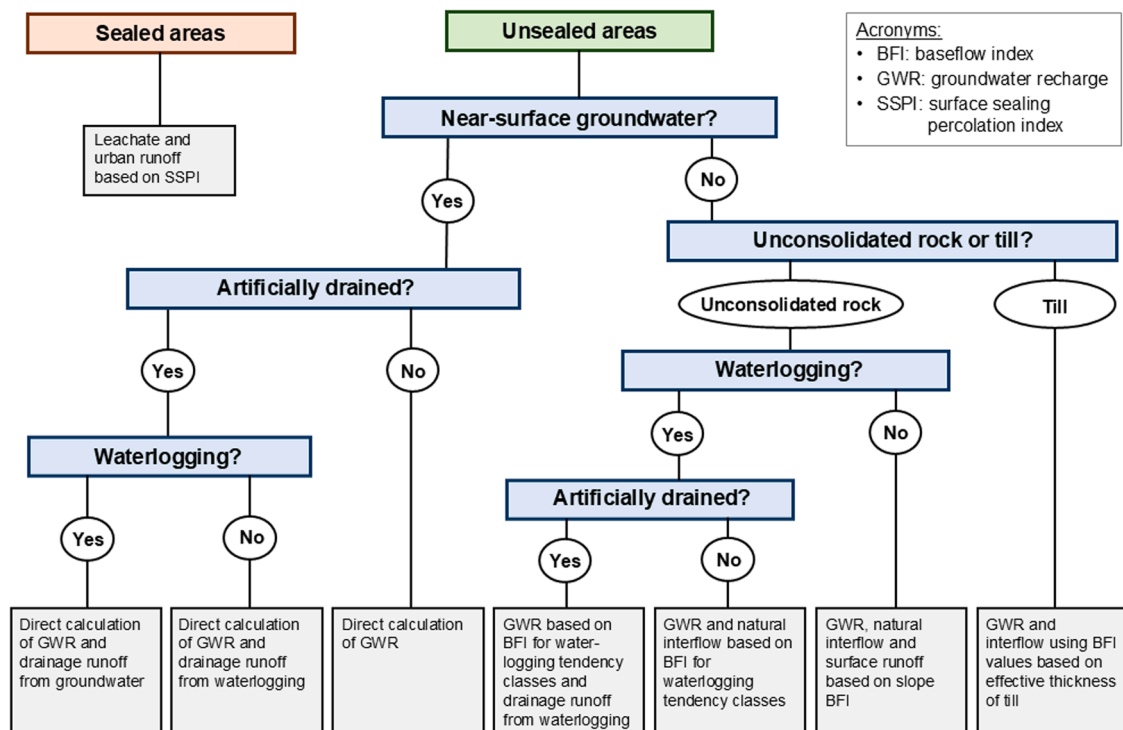 Sealed areas
Unsealed areas
Acronyms:
• BFI: baseflow index
• GWR: groundwater recharge
• SSPI: surface sealing
percolation index
Near-surface groundwater?
Leachate and
urban runoff
based on SSPI
Yes
No
Unconsolidated rock or till?
Artificially drained?
Unconsolidated rock
Till
Yes
No
Waterlogging?
Yes
No
Waterlogging?
Artificially drained?
Yes
No
Yes
No
Direct calculation
of GWR and
drainage runoff
from groundwater
Direct calculation
of GWR and
drainage runoff
from waterlogging
Direct calculation
of GWR
GWR based on
BFI for water-
logging tendency
classes and
drainage runoff
from waterlogging
GWR and natural
interflow based on
BFI for
waterlogging
tendency classes
GWR, natural
interflow and
surface runoff
based on slope
BFI
GWR and
interflow using BFI
values based on
effective thickness
of till